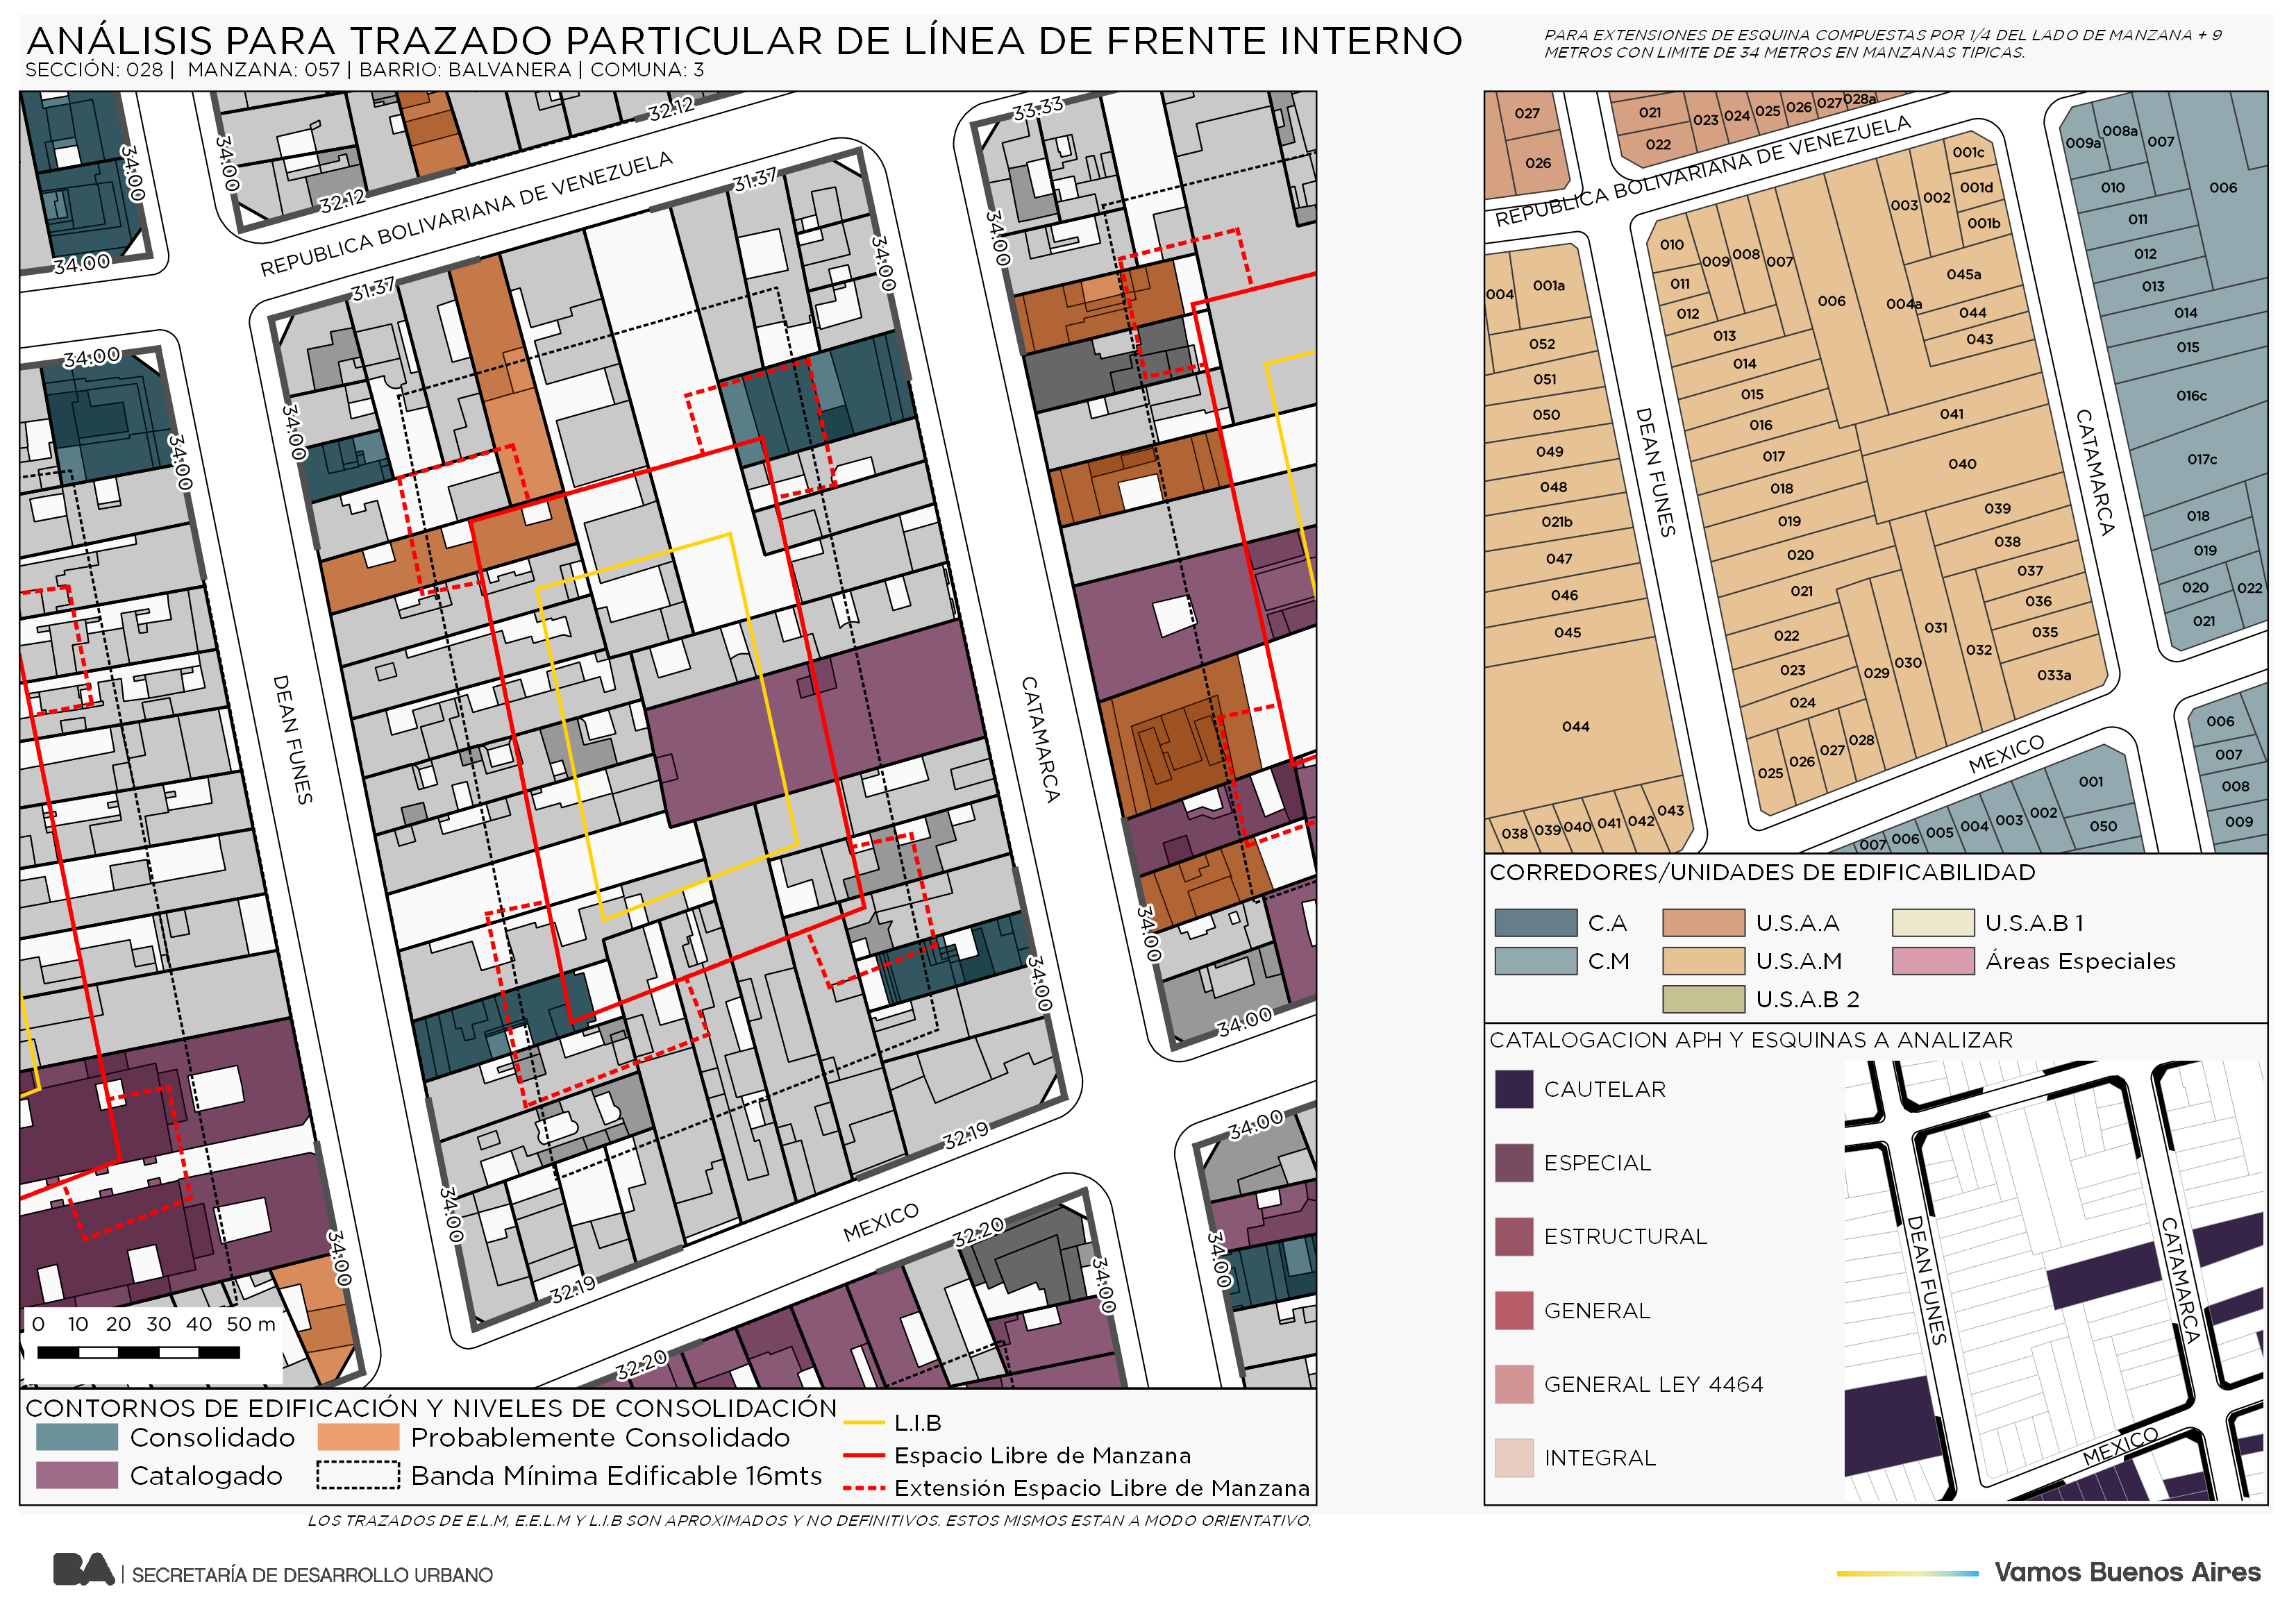 ANÁLISIS PARA TRAZADO PARTICULAR DE LÍNEA DE FRENTE INTERNO
SECCIÓN: 028 | MANZANA: 057 | BARRIO: BALVANERA | COMUNA: 3
PARA EXTENSIONES DE ESQUINA COMPUESTAS POR 1/4 DEL LADO DE MANZANA + 9
METROS CON LIMITE DE 34 METROS EN MANZANAS TIPICAS.
34.00
34.00
32.12
32.12
33.33
34.00
REPUBLICA BOLIVARIANA DE VENEZUELA
31.37
31.37
34.00
34.00
34.00
34.00
34.00
DEAN FUNES
CATAMARCA
34.00
34.00
34.00
34.00
32.19
32.19
MEXICO
32.20
32.20
34.00
34.00
34.00
34.00
0 10 20 30 40 50 m
CONTORNOS DE EDIFICACIÓN Y NIVELES DE CONSOLIDACIÓN
Consolidado
Probablemente Consolidado
Catalogado
Banda Mínima Edificable 16mts
L.I.B
Espacio Libre de Manzana
Extensión Espacio Libre de Manzana
027
026
021
022
023
024
025
026
027
028a
REPUBLICA BOLIVARIANA DE VENEZUELA
009a
008a
007
006
010
011
012
013
014
015
016c
017c
018
019
020
021
022
004
001a
052
051
050
049
048
021b
047
046
045
044
038
039
040
041
042
043
DEAN FUNES
001c
001d
001b
002
003
010
011
012
009
008
007
006
004a
045a
044
043
013
014
015
016
017
018
019
020
021
022
023
024
025
026
027
028
029
030
031
032
041
040
039
038
037
036
035
033a
CATAMARCA
MEXICO
007
006
005
004
003
002
001
050
006
007
008
009
CORREDORES/UNIDADES DE EDIFICABILIDAD
C.A
U.S.A.A
U.S.A.B 1
C.M
U.S.A.M
Áreas Especiales
U.S.A.B 2
CATALOGACION APH Y ESQUINAS A ANALIZAR
CAUTELAR
ESPECIAL
ESTRUCTURAL
GENERAL
GENERAL LEY 4464
INTEGRAL
DEAN FUNES
CATAMARCA
MEXICO
LOS TRAZADOS DE E.L.M, E.E.L.M Y L.I.B SON APROXIMADOS Y NO DEFINITIVOS. ESTOS MISMOS ESTAN A MODO ORIENTATIVO.
BA | SECRETARÍA DE DESARROLLO URBANO
Vamos Buenos Aires